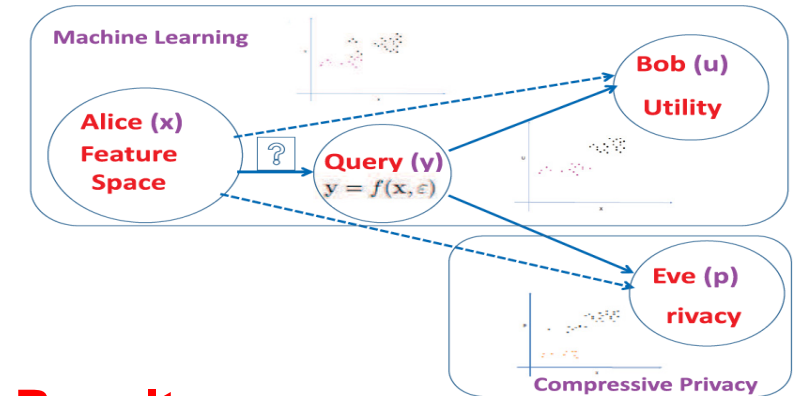 Machine Learning
Bob (u)
Utility
Alice (x)
Feature
Space
?
Query (y)
y = f(x, ε)
Eve (p)
rivacy
Compressive Privacy